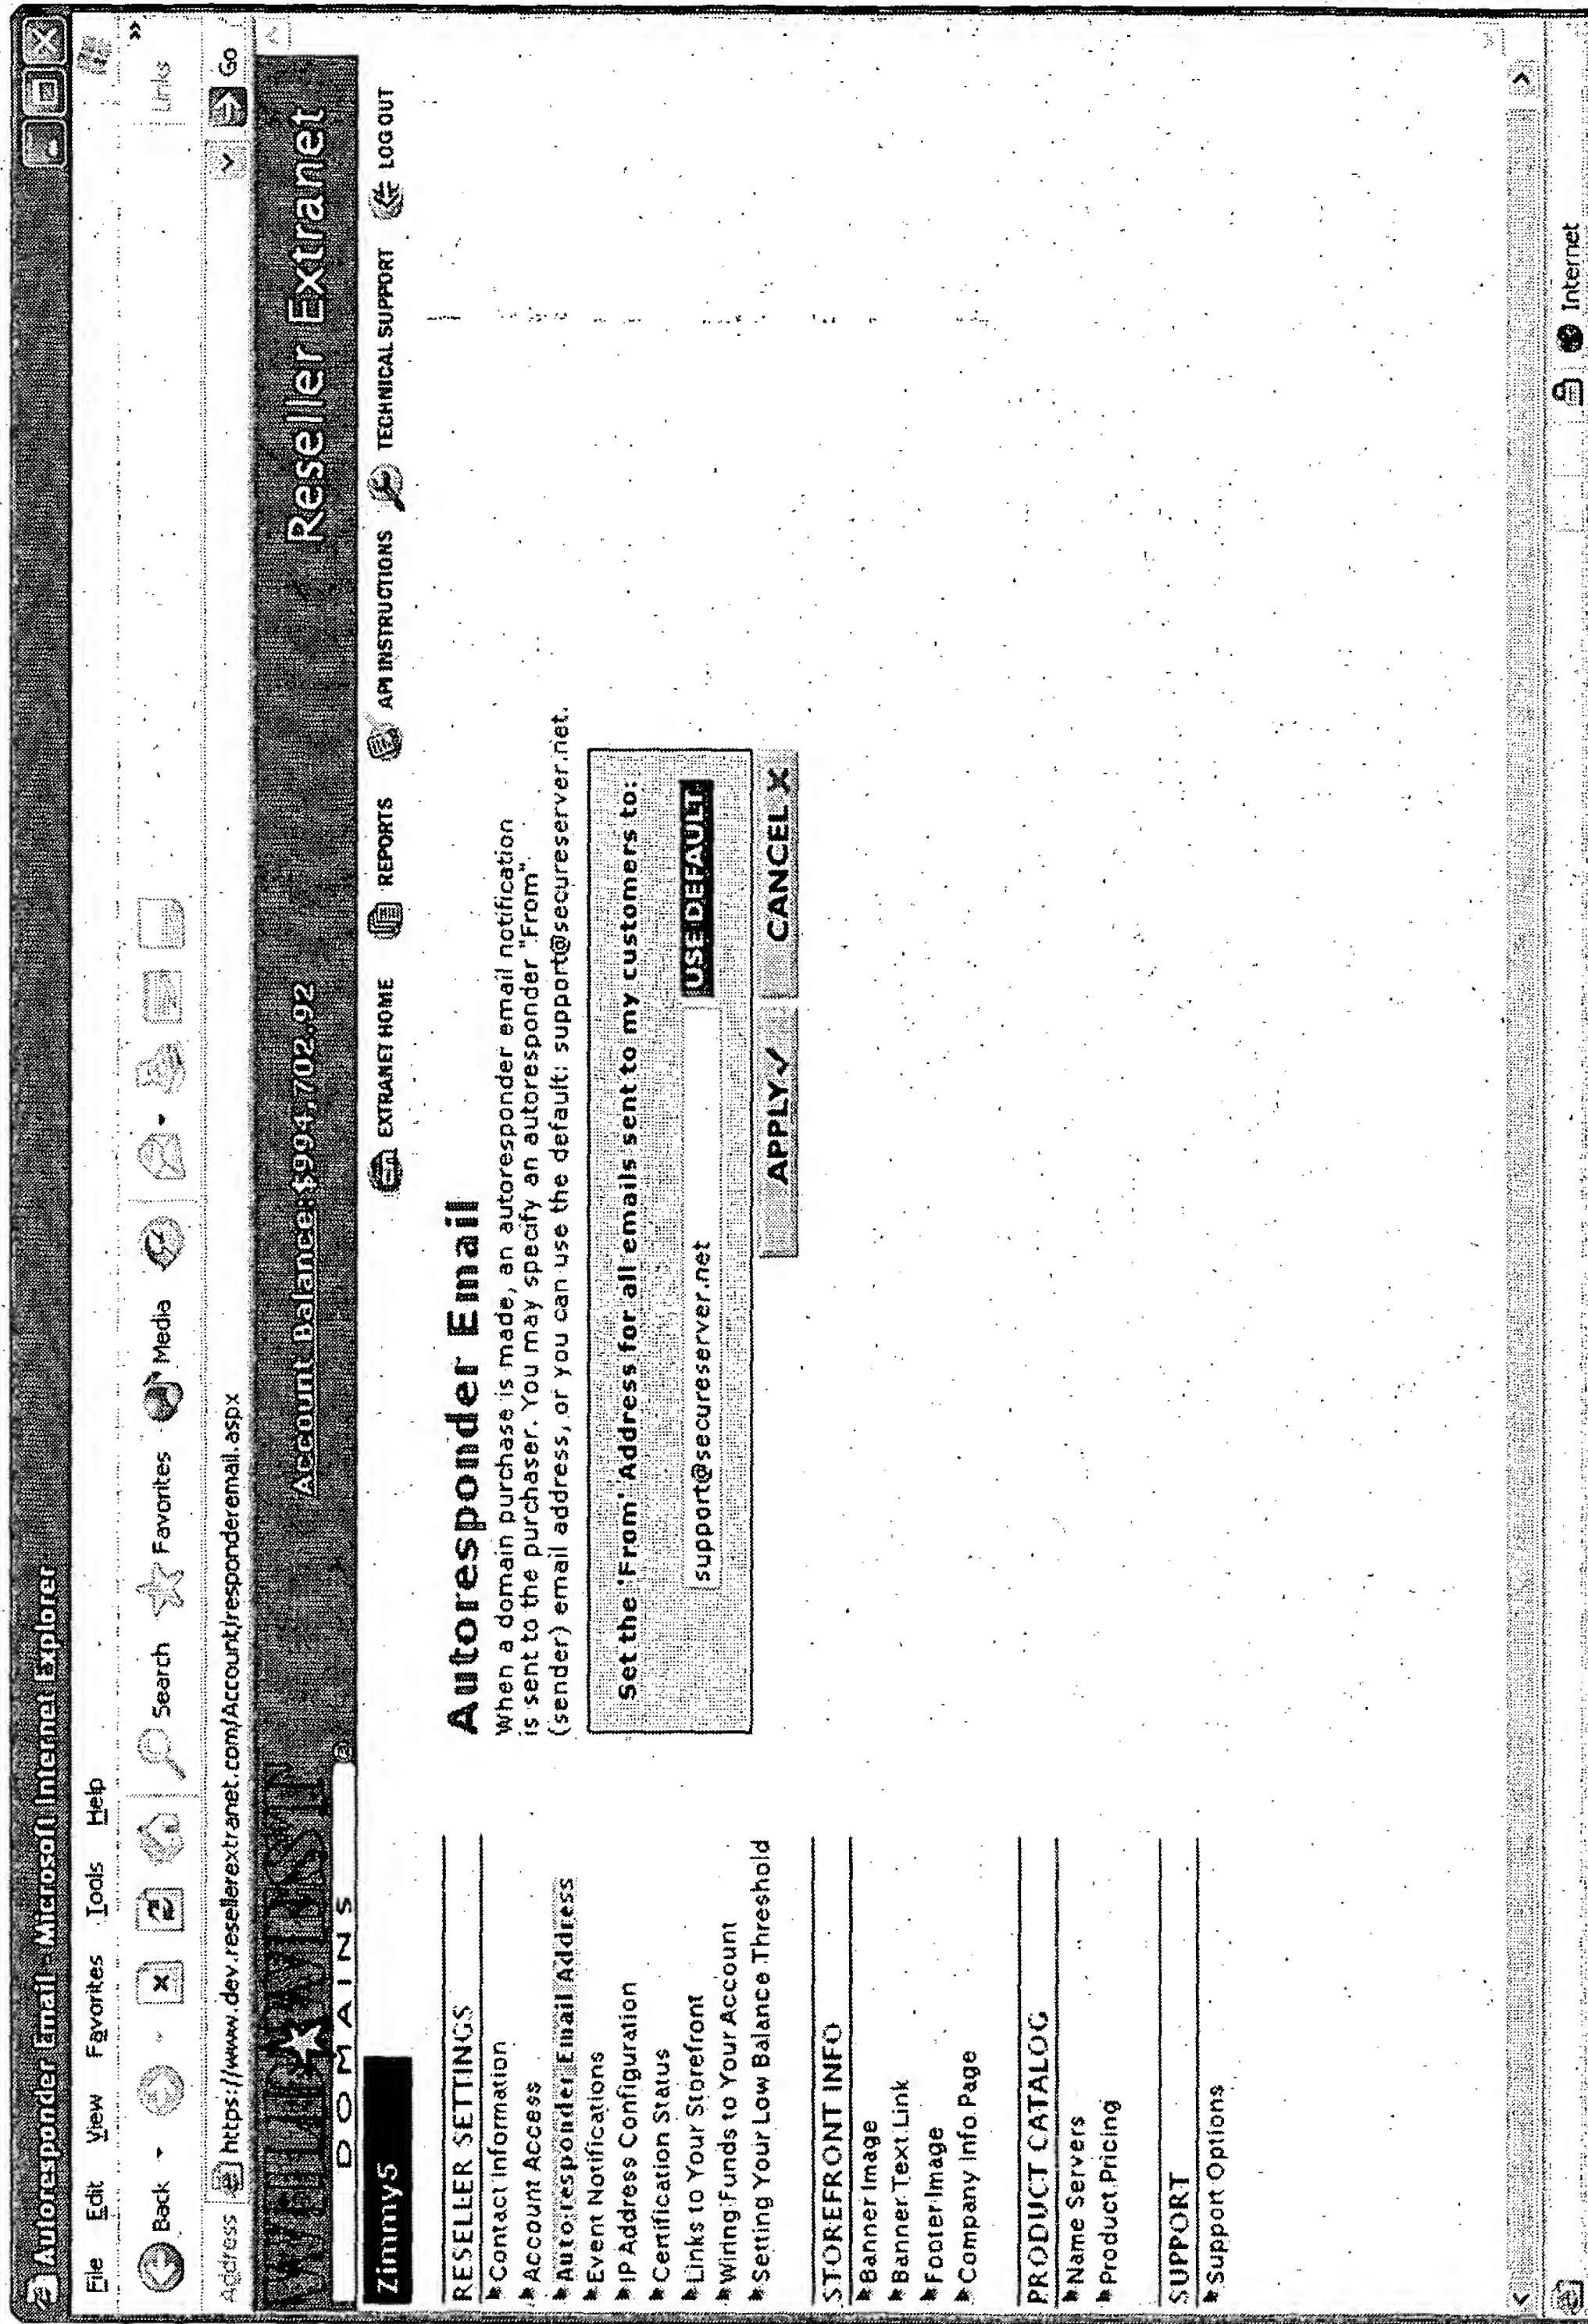 Autoresponder Email - Microsoft Internet Explorer
File Edit View Favorites Tools Help
Back Search Favorites Media Links
Address https://www.dev.resellerextranet.com/Account/responderemail.aspx Go
WILD WEST
DOMAINS
Account Balance: $994,702.92
Reseller Extranet
EXTRANET HOME REPORTS API INSTRUCTIONS TECHNICAL SUPPORT LOG OUT
Zimmy5
RESELLER SETTINGS
Contact Information
Account Access
Autoresponder Email Address
Event Notifications
IP Address Configuration
Certification Status
Links to Your Storefront
Wiring Funds to Your Account
Setting Your Low Balance Threshold
STOREFRONT INFO
Banner Image
Banner Text Link
Footer Image
Company Info Page
PRODUCT CATALOG
Name Servers
Product Pricing
SUPPORT
Support Options
Autoresponder Email
When a domain purchase is made, an autoresponder email notification
is sent to the purchaser. You may specify an autoresponder "From"
(sender) email address, or you can use the default: support@secureserver.net.
Set the 'From' Address for all emails sent to my customers to:
support@secureserver.net USE DEFAULT
APPLY CANCEL
Internet